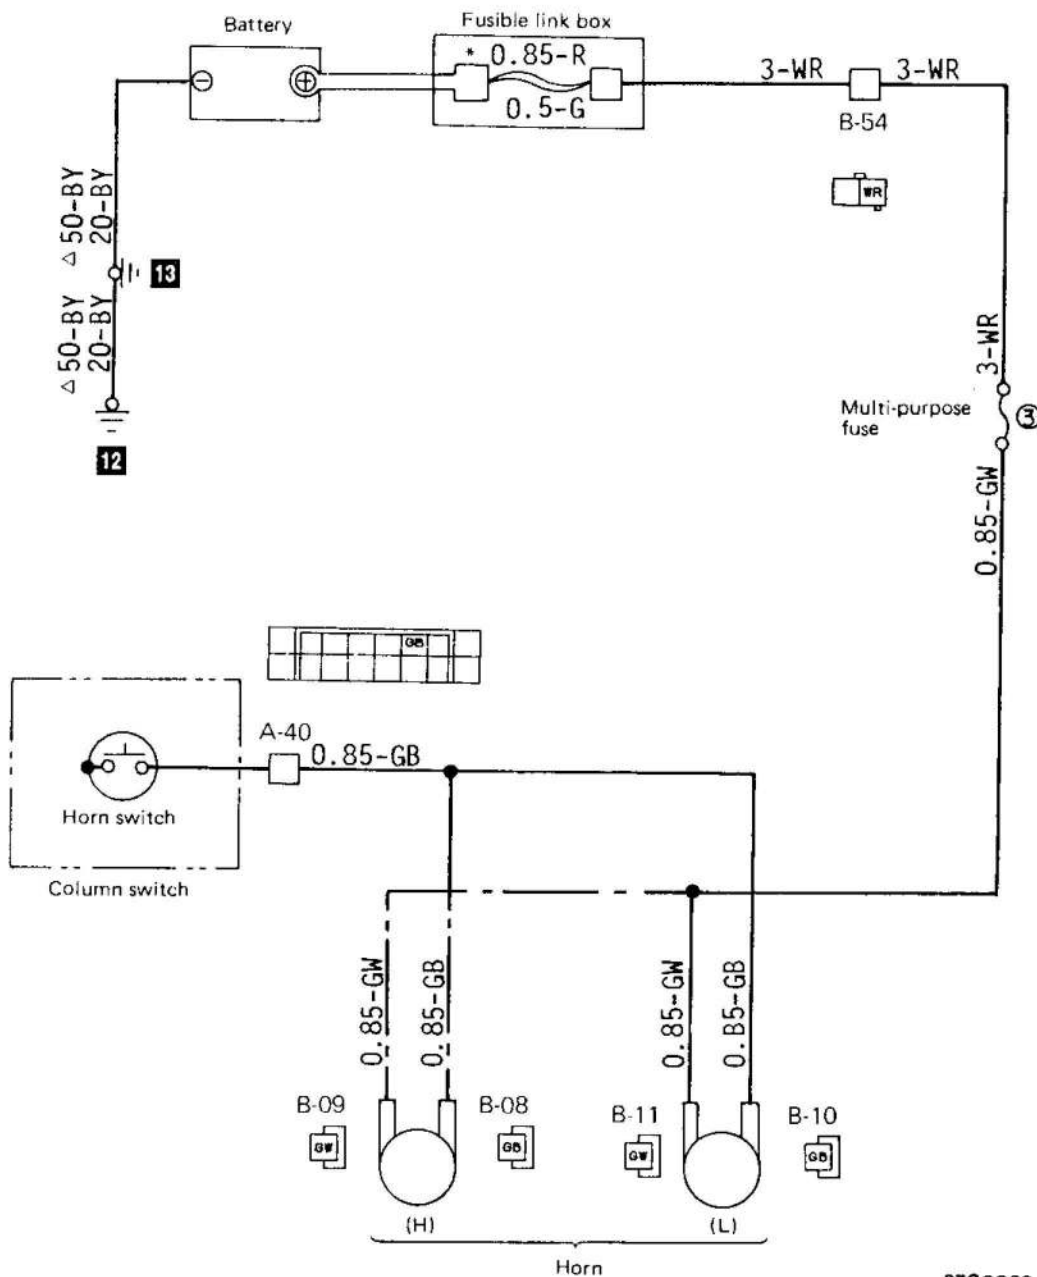 Battery
Fusible link box
* 0.85-R
0.5-G
3-WR
3-WR
B-54
WR
△ 50-BY
20-BY
13
△ 50-BY
20-BY
12
3-WR
Multi-purpose
fuse
③
0.85-GW
GB
A-40
0.85-GB
Horn switch
Column switch
0.85-GW
0.85-GB
0.85-GW
0.B5-GB
B-09
GW
B-08
GB
B-11
GW
B-10
GB
(H)
(L)
Horn